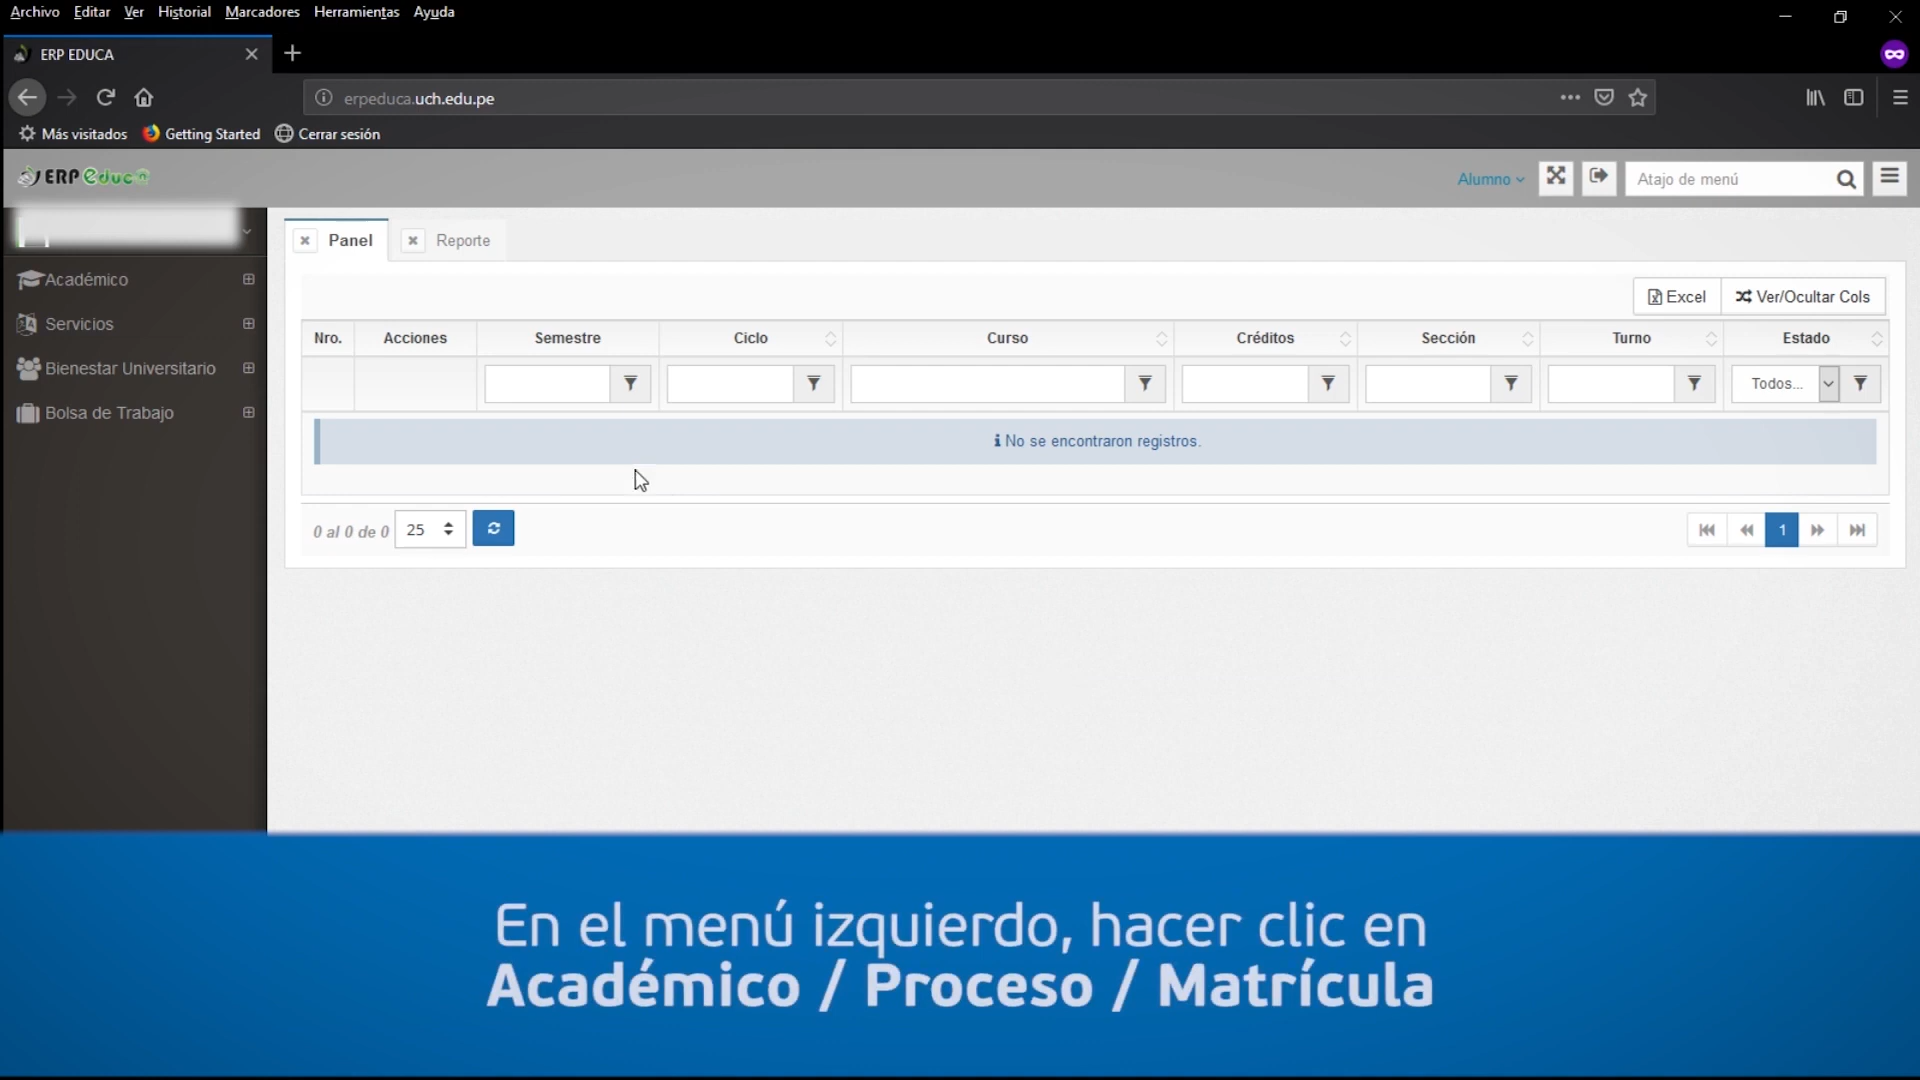 Archivo Editar Ver Historial Marcadores Herramientas Ayuda
ERP EDUCA
erpeduca.uch.edu.pe
Más visitados Getting Started Cerrar sesión
ERP educa Alumno Atajo de menú
Panel Reporte
Académico
Servicios
Bienestar Universitario
Bolsa de Trabajo
Excel Ver/Ocultar Cols
Nro. Acciones Semestre Ciclo Curso Créditos Sección Turno Estado
Todos...
No se encontraron registros.
0 al 0 de 0 25 1
En el menú izquierdo, hacer clic en
Académico / Proceso / Matrícula